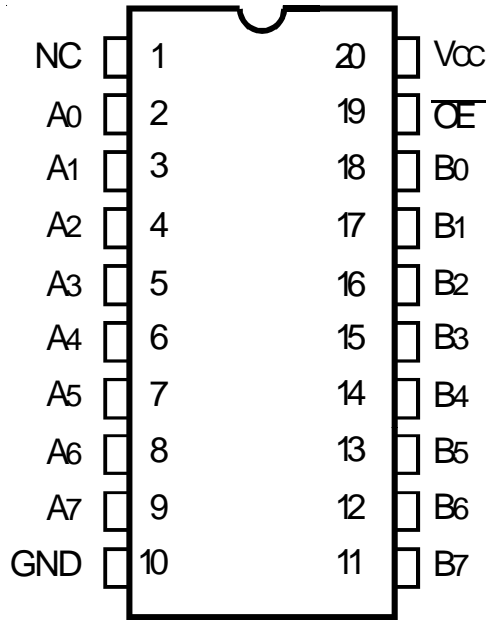 NC 1 20 Vcc
A0 2 19 O̅E̅
A1 3 18 B0
A2 4 17 B1
A3 5 16 B2
A4 6 15 B3
A5 7 14 B4
A6 8 13 B5
A7 9 12 B6
GND 10 11 B7